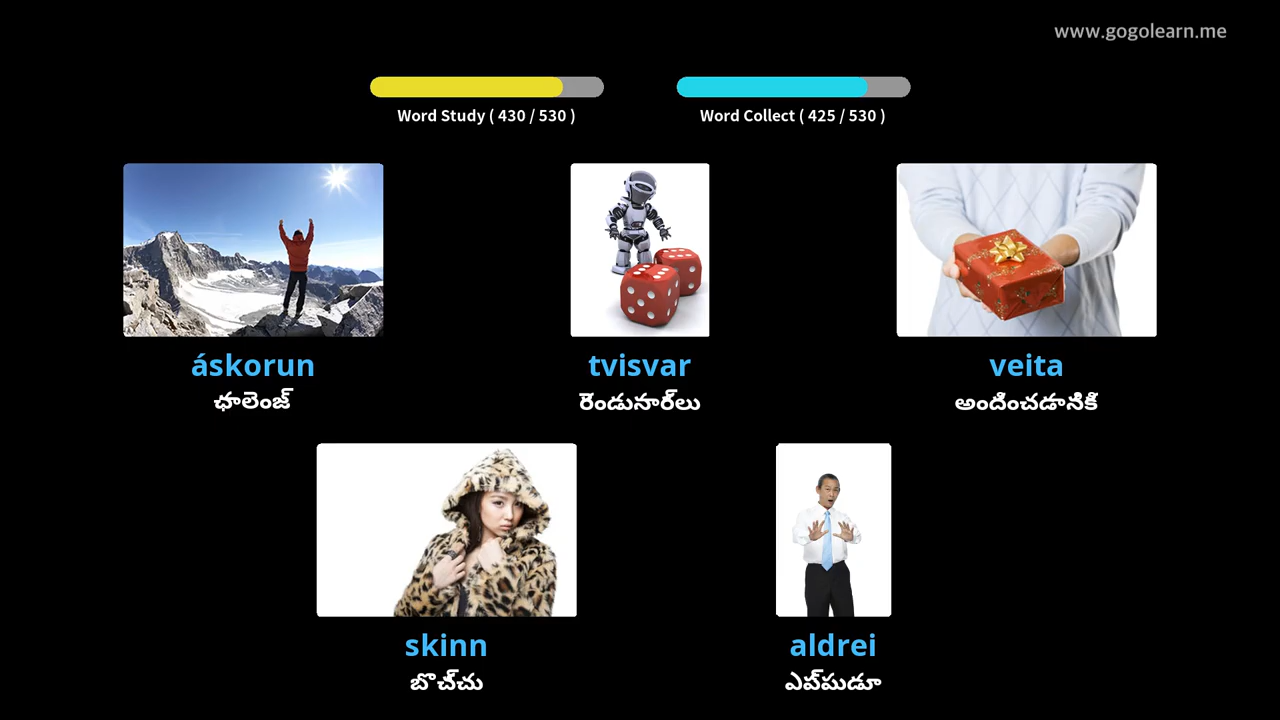 www.gogolearn.me
Word Study ( 430 / 530 )
Word Collect ( 425 / 530 )
áskorun
tvisvar
veita
ఛాలెంజ్
రెండుసార్లు
అందించడానికి
skinn
aldrei
బొచ్చు
ఎప్పుడూ